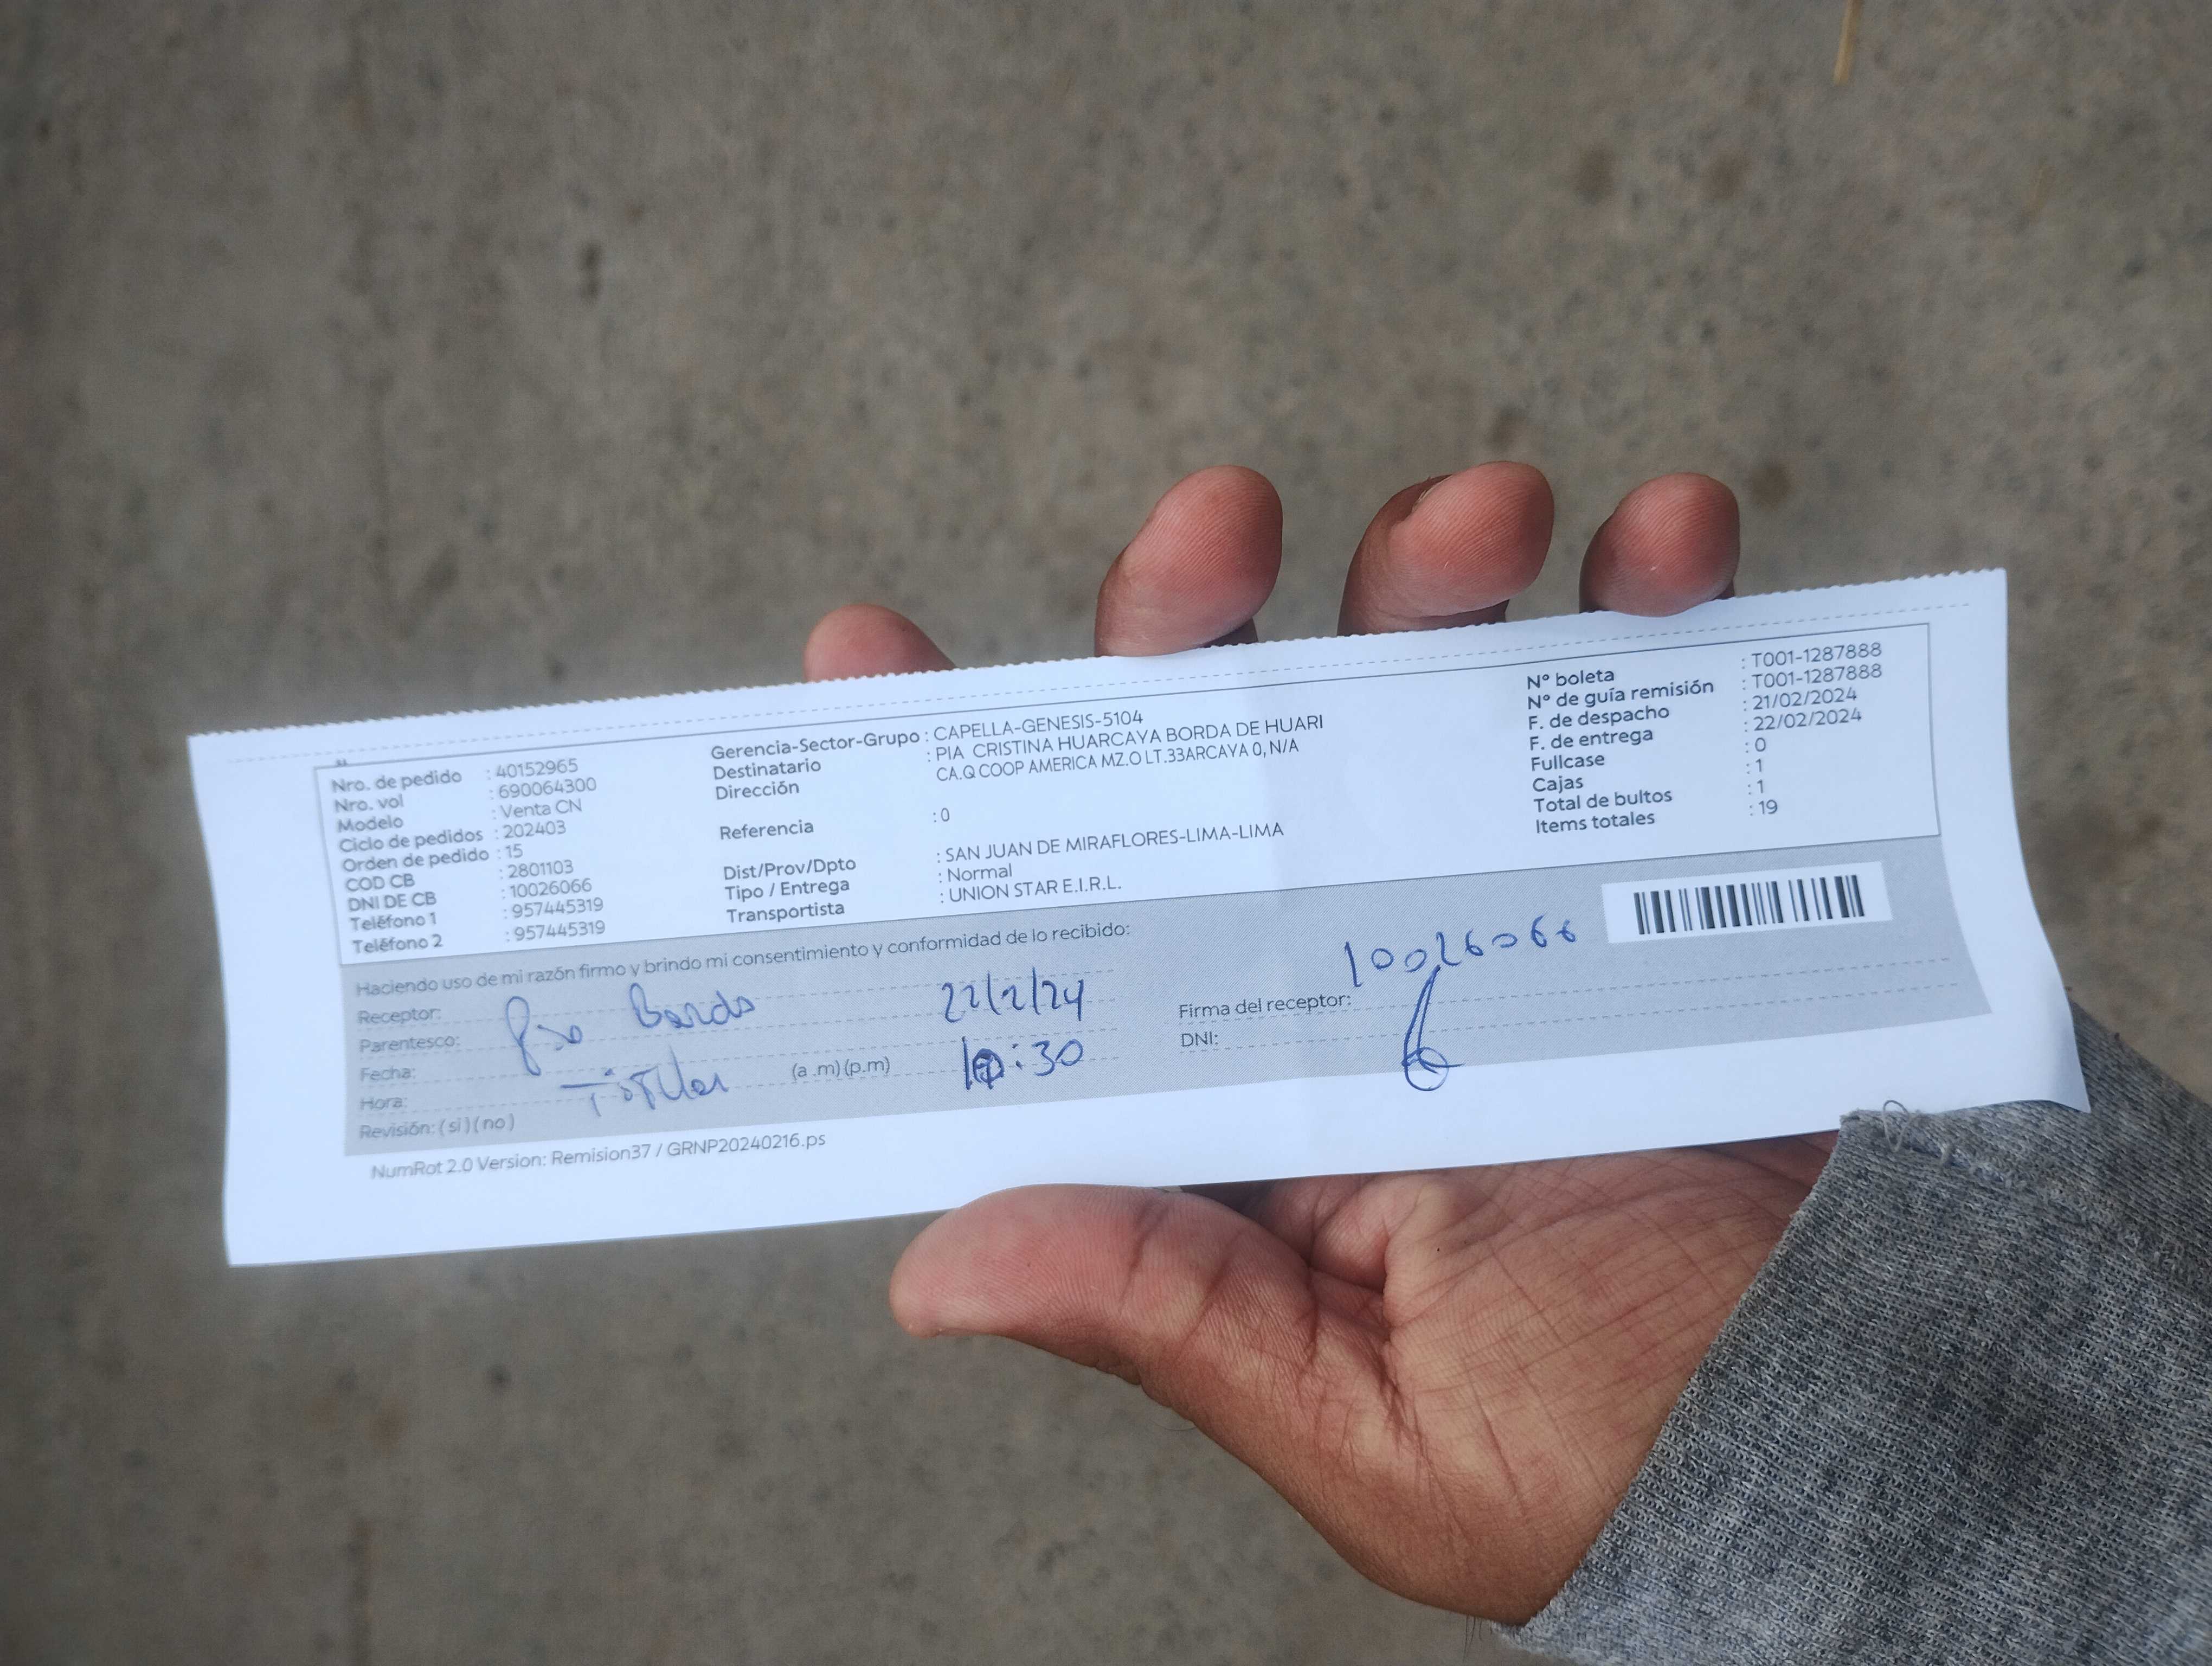 Nro. de pedido : 40152965
Nro. vol : 690064300
Modelo : Venta CN
Ciclo de pedidos : 202403
Orden de pedido : 15
COD CB : 2801103
DNI DE CB : 10026066
Teléfono 1 : 957445319
Teléfono 2 : 957445319
Gerencia-Sector-Grupo : CAPELLA-GENESIS-5104
Destinatario : PIA CRISTINA HUARCAYA BORDA DE HUARI
Dirección CA.Q COOP AMERICA MZ.O LT.33ARCAYA 0, N/A
Referencia : 0
Dist/Prov/Dpto : SAN JUAN DE MIRAFLORES-LIMA-LIMA
Tipo / Entrega : Normal
Transportista : UNION STAR E.I.R.L.
Nº boleta : T001-1287888
Nº de guía remisión : T001-1287888
F. de despacho : 21/02/2024
F. de entrega : 22/02/2024
Fullcase : 0
Cajas : 1
Total de bultos : 1
Items totales : 19
Haciendo uso de mi razón firmo y brindo mi consentimiento y conformidad de lo recibido:
Receptor: Pia Borda
Parentesco: Titular
Fecha: 22/2/24
Hora: (a .m) (p.m) 10:30
Revisión: ( si ) ( no )
Firma del receptor:
DNI: 10026066
NumRot 2.0 Version: Remision37 / GRNP20240216.ps